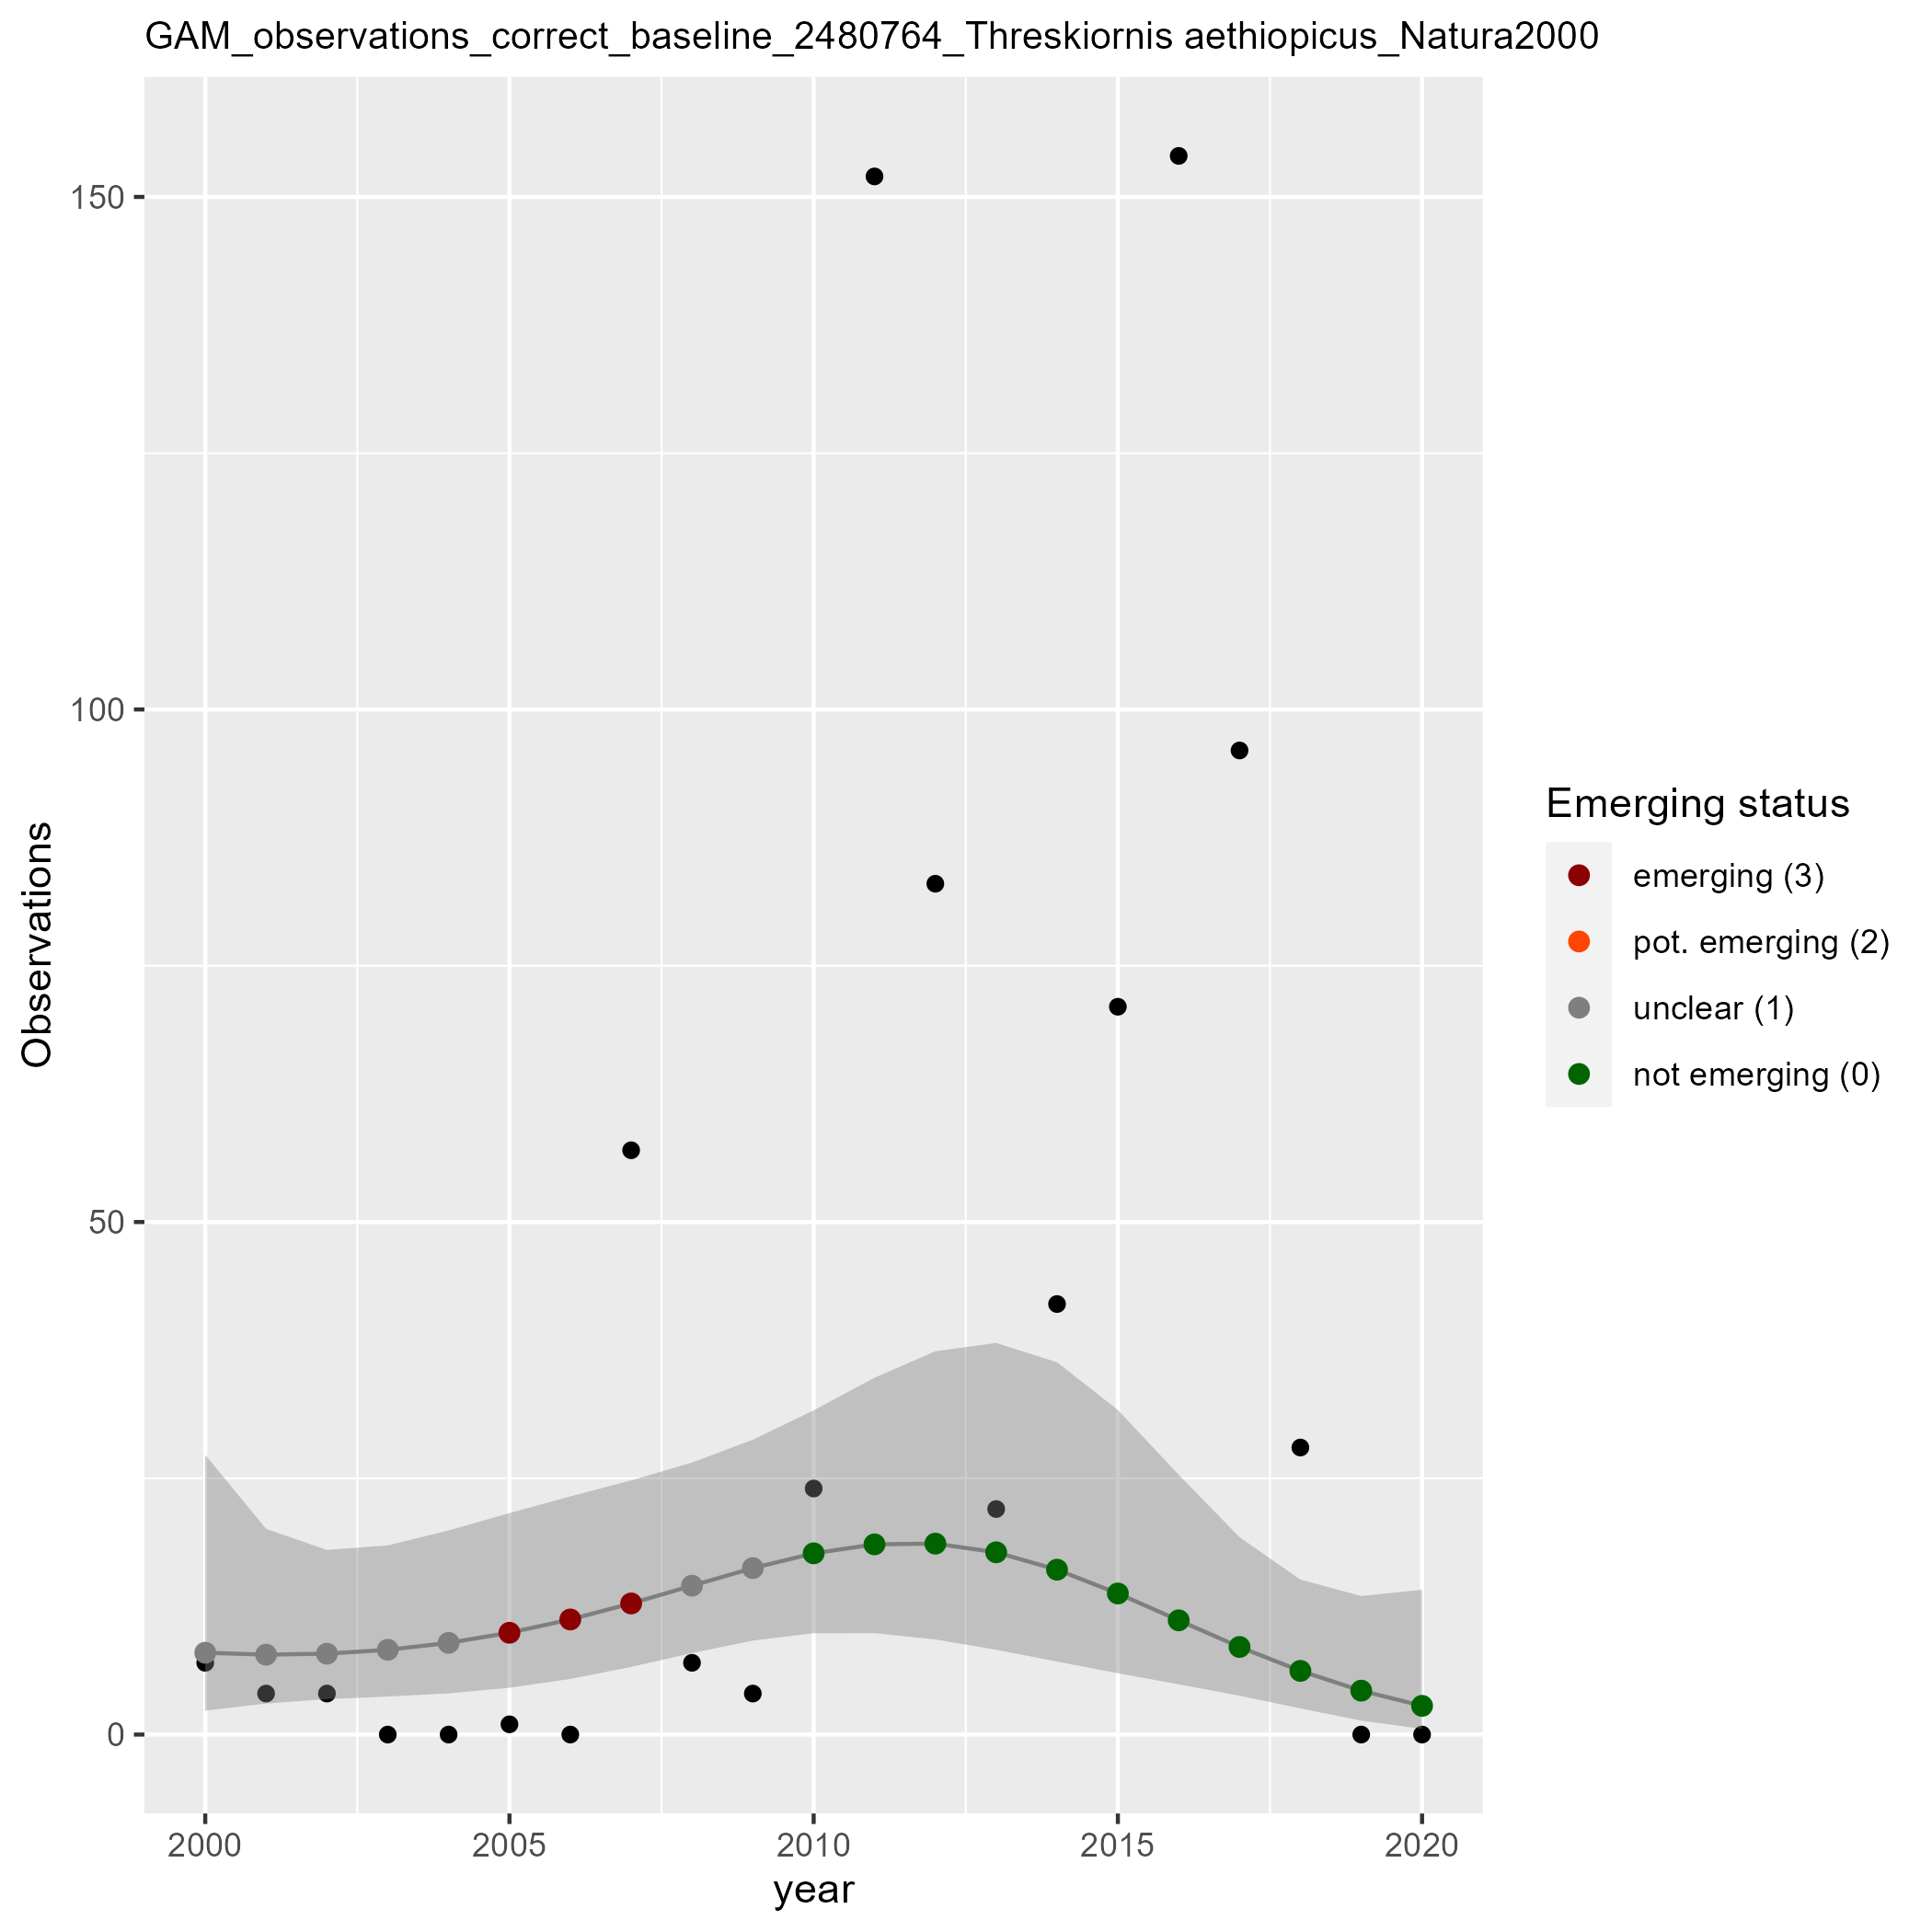 GAM_observations_correct_baseline_2480764_Threskiornis aethiopicus_Natura2000
150
100
50
0
Observations
2000
2005
2010
2015
2020
year
Emerging status
emerging (3)
pot. emerging (2)
unclear (1)
not emerging (0)